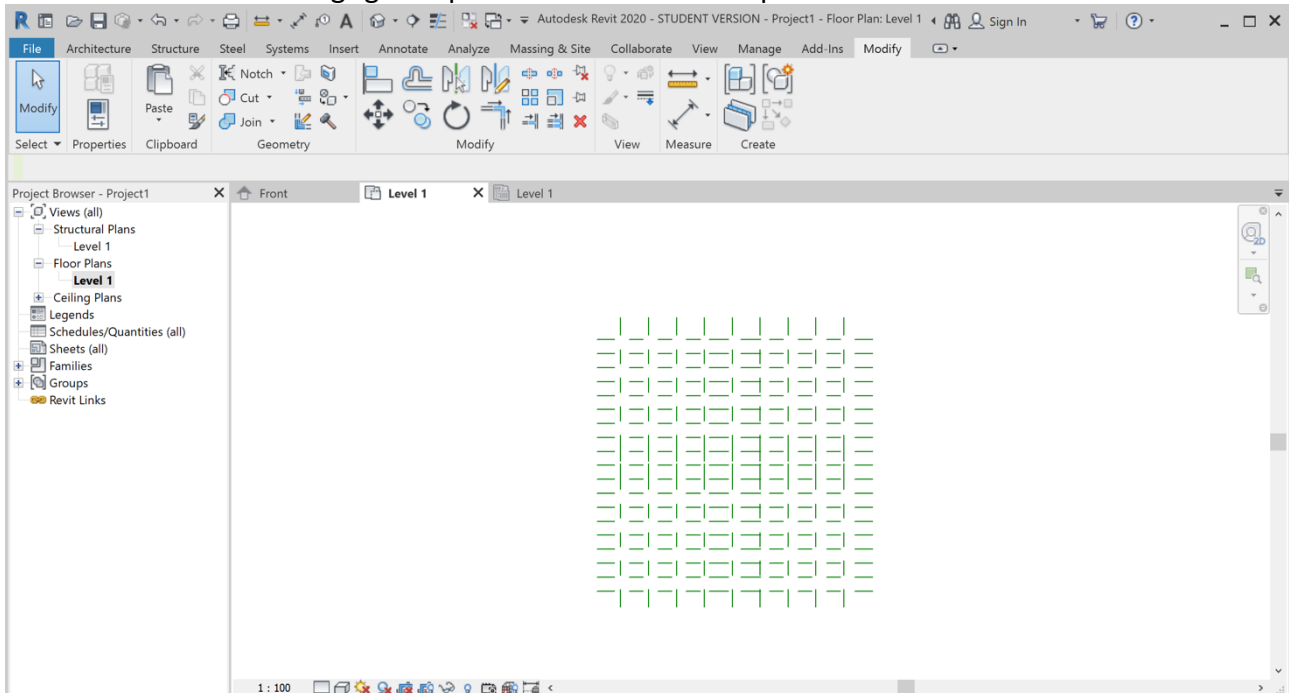 Autodesk Revit 2020 - STUDENT VERSION - Project1 - Floor Plan: Level 1
Sign In
File Architecture Structure Steel Systems Insert Annotate Analyze Massing & Site Collaborate View Manage Add-Ins Modify
Modify
Paste
Notch
Cut
Join
Select Properties Clipboard Geometry Modify View Measure Create
Project Browser - Project1
Front
Level 1
Level 1
Views (all)
Structural Plans
Level 1
Floor Plans
Level 1
Ceiling Plans
Legends
Schedules/Quantities (all)
Sheets (all)
Families
Groups
Revit Links
2D
1 : 100